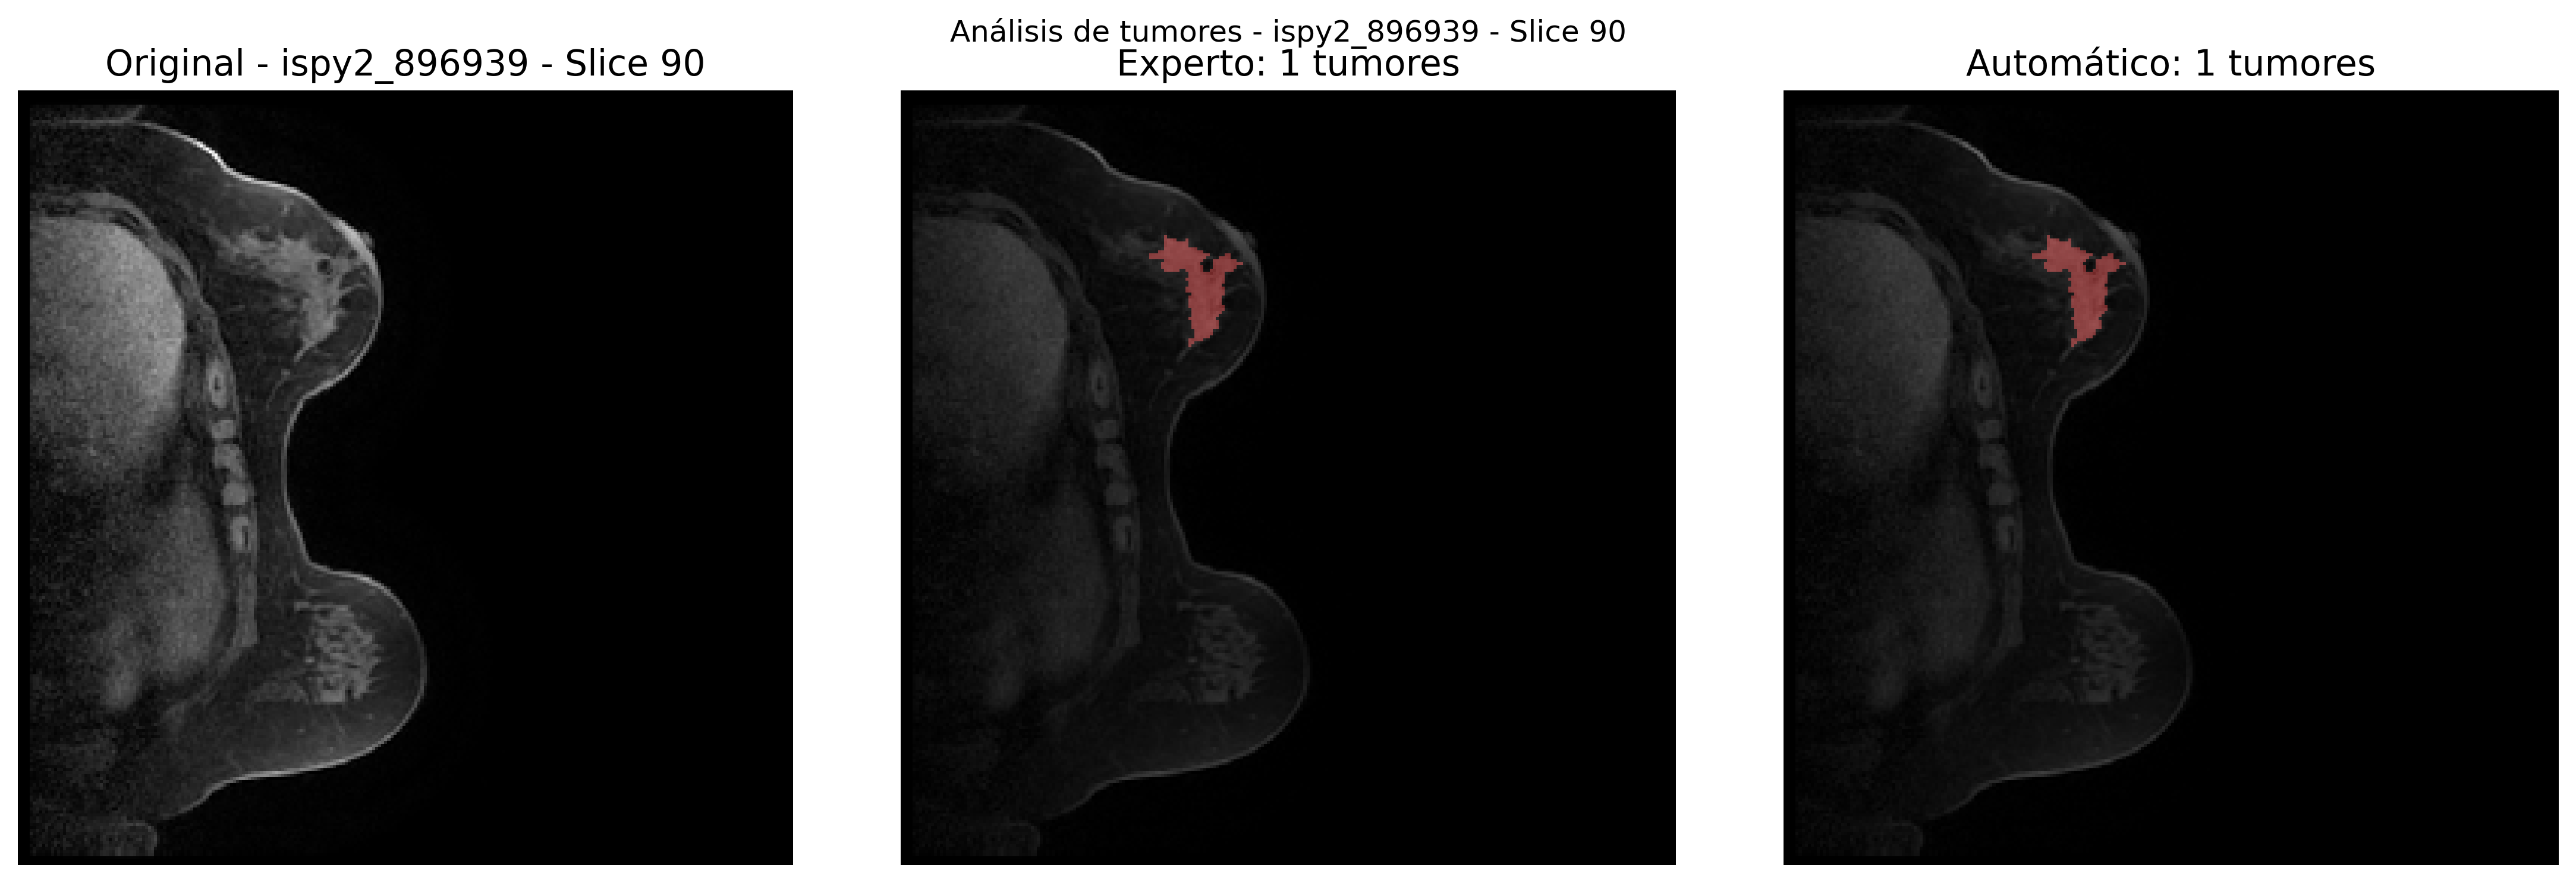 Análisis de tumores - ispy2_896939 - Slice 90
Original - ispy2_896939 - Slice 90
Experto: 1 tumores
Automático: 1 tumores